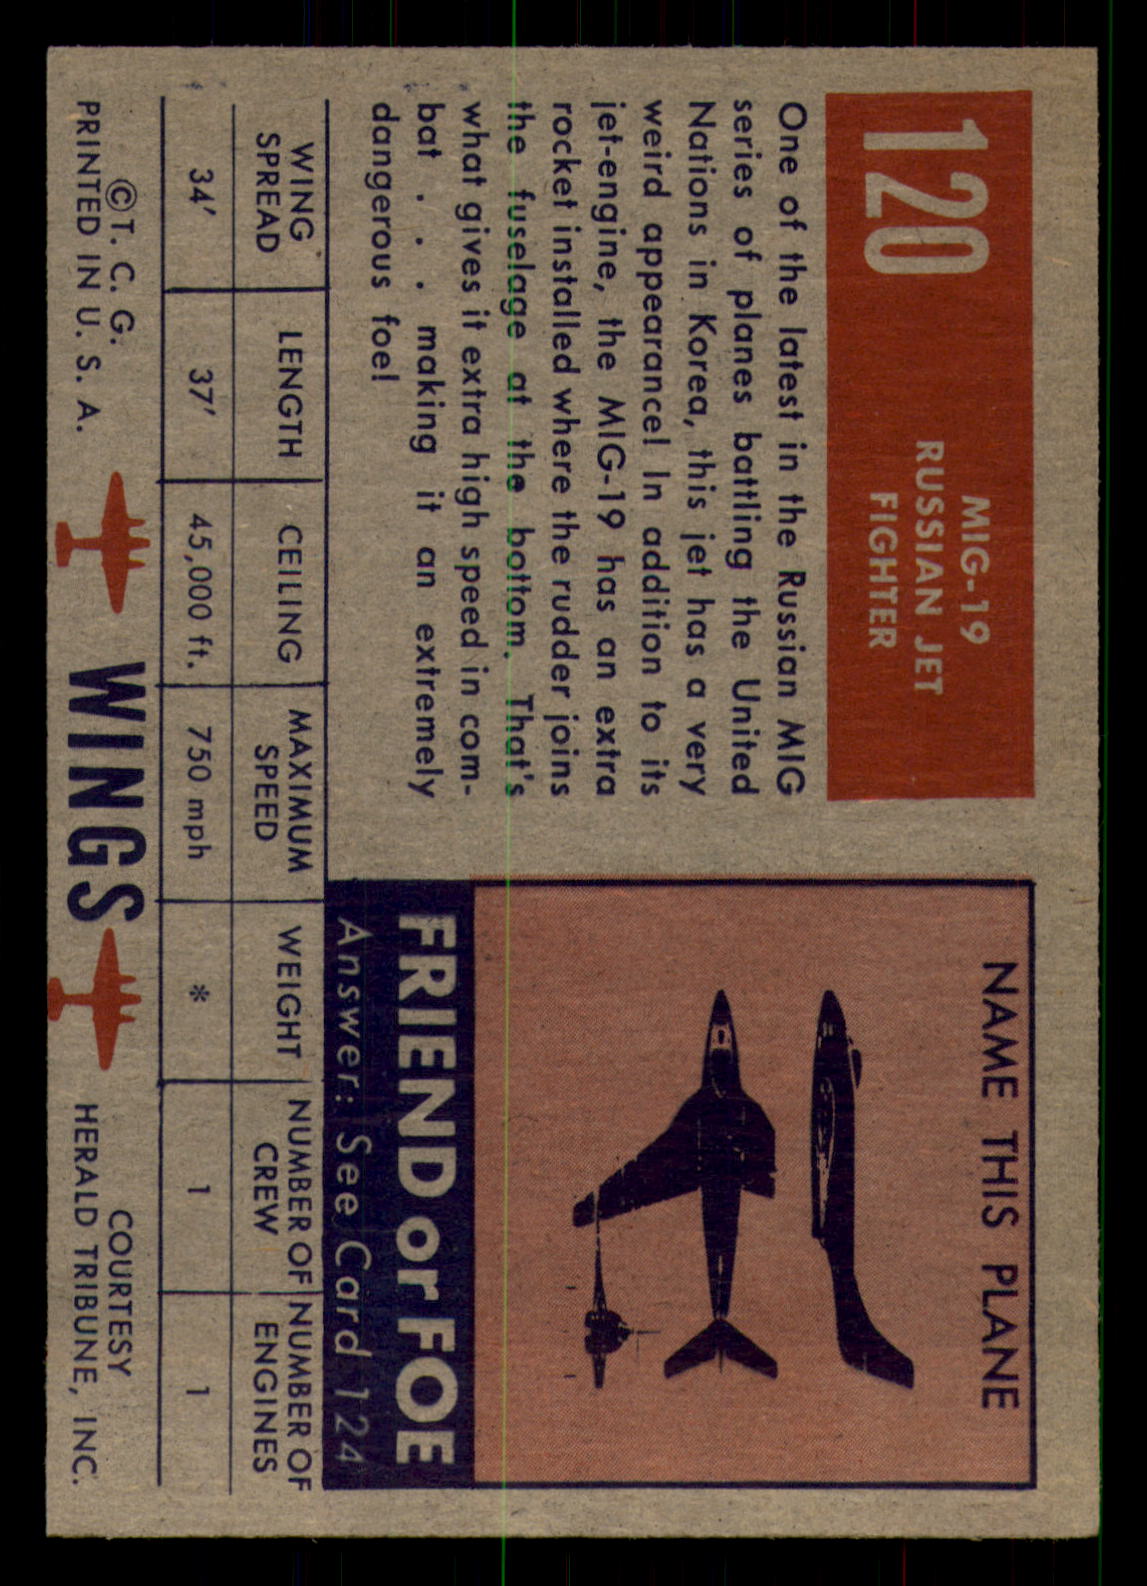 120
MIG-19
RUSSIAN JET
FIGHTER
One of the latest in the Russian MIG
series of planes battling the United
Nations in Korea, this jet has a very
weird appearance! In addition to its
jet-engine, the MIG-19 has an extra
rocket installed where the rudder joins
the fuselage at the bottom. That's
what gives it extra high speed in com-
bat . . . making it an extremely
dangerous foe!
NAME THIS PLANE
FRIEND or FOE
Answer: See Card 124
WING SPREAD LENGTH CEILING MAXIMUM SPEED WEIGHT NUMBER OF CREW NUMBER OF ENGINES
34' 37' 45,000 ft. 750 mph * 1 1
©T. C. G.
PRINTED IN U. S. A.
WINGS
COURTESY
HERALD TRIBUNE, INC.